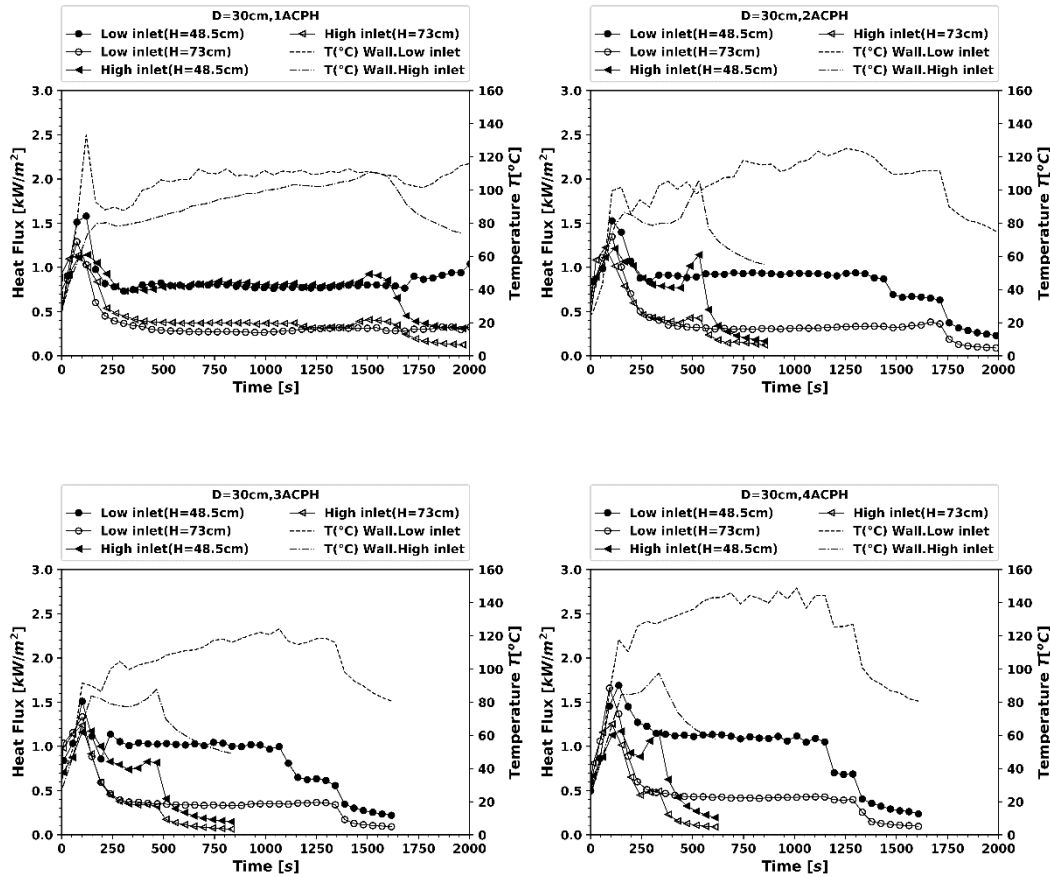 D=30cm,1ACPH
Low inlet(H=48.5cm)
Low inlet(H=73cm)
High inlet(H=48.5cm)
High inlet(H=73cm)
T(°C) Wall.Low inlet
T(°C) Wall.High inlet
Heat Flux [kW/m²]
3.0
2.5
2.0
1.5
1.0
0.5
0.0
160
140
120
100
80
60
40
20
0
Temperature T[°C]
0 250 500 750 1000 1250 1500 1750 2000
Time [s]
D=30cm,2ACPH
Low inlet(H=48.5cm)
Low inlet(H=73cm)
High inlet(H=48.5cm)
High inlet(H=73cm)
T(°C) Wall.Low inlet
T(°C) Wall.High inlet
Heat Flux [kW/m²]
3.0
2.5
2.0
1.5
1.0
0.5
0.0
160
140
120
100
80
60
40
20
0
Temperature T[°C]
0 250 500 750 1000 1250 1500 1750 2000
Time [s]
D=30cm,3ACPH
Low inlet(H=48.5cm)
Low inlet(H=73cm)
High inlet(H=48.5cm)
High inlet(H=73cm)
T(°C) Wall.Low inlet
T(°C) Wall.High inlet
Heat Flux [kW/m²]
3.0
2.5
2.0
1.5
1.0
0.5
0.0
160
140
120
100
80
60
40
20
0
Temperature T[°C]
0 250 500 750 1000 1250 1500 1750 2000
Time [s]
D=30cm,4ACPH
Low inlet(H=48.5cm)
Low inlet(H=73cm)
High inlet(H=48.5cm)
High inlet(H=73cm)
T(°C) Wall.Low inlet
T(°C) Wall.High inlet
Heat Flux [kW/m²]
3.0
2.5
2.0
1.5
1.0
0.5
0.0
160
140
120
100
80
60
40
20
0
Temperature T[°C]
0 250 500 750 1000 1250 1500 1750 2000
Time [s]